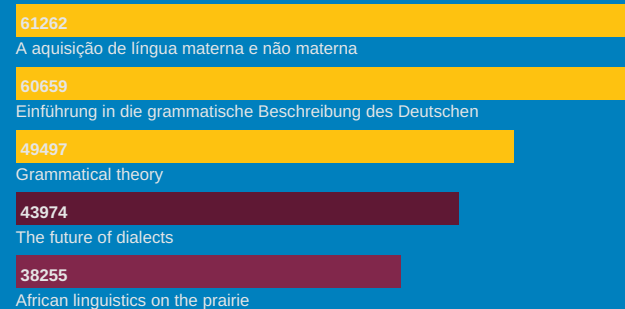 61262
A aquisição de língua materna e não materna
60659
Einführung in die grammatische Beschreibung des Deutschen
49497
Grammatical theory
43974
The future of dialects
38255
African linguistics on the prairie